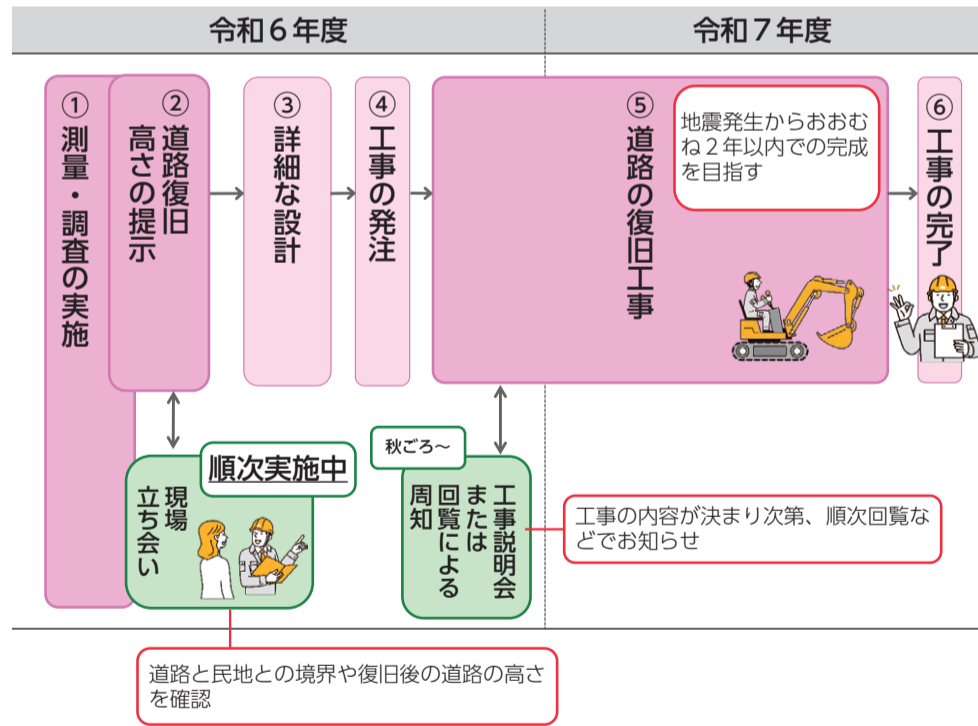 令和６年度
令和７年度
①測量・調査の実施
②道路復旧
高さの提示
③詳細な設計
④工事の発注
⑤道路の復旧工事
地震発生からおおむ
ね２年以内での完成
を目指す
⑥工事の完了
順次実施中
現場
立ち会い
秋ごろ～
工事説明会
または
回覧による
周知
工事の内容が決まり次第、順次回覧な
どでお知らせ
道路と民地との境界や復旧後の道路の高さ
を確認